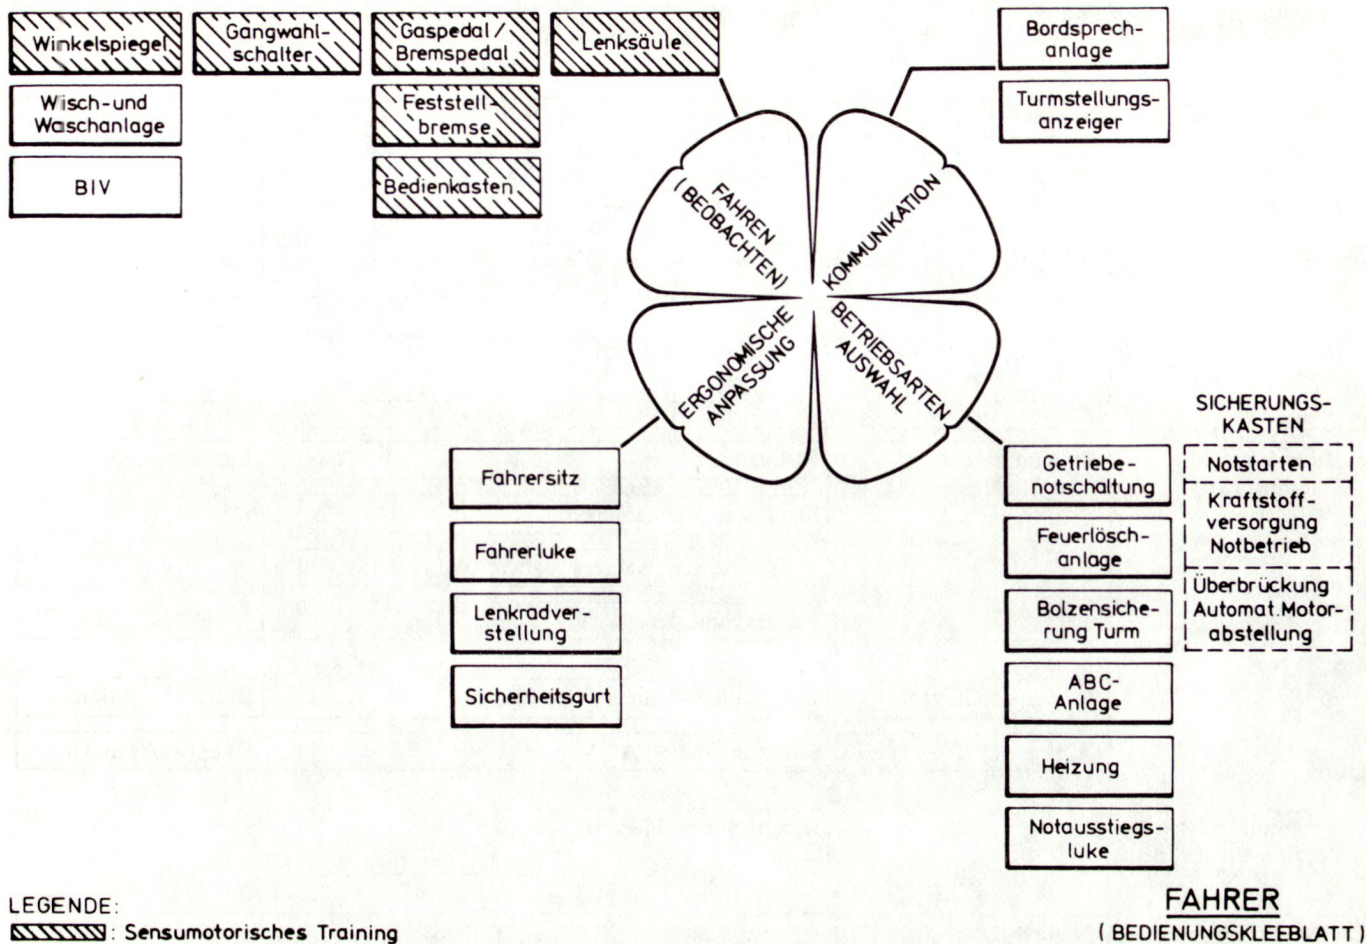 Winkelspiegel
Gangwahl-
schalter
Gaspedal /
Bremspedal
Lenksäule
Wisch-und
Waschanlage
Feststell-
bremse
BIV
Bedienkasten
Bordsprech-
anlage
Turmstellungs-
anzeiger
FAHREN
(BEOBACHTEN)
KOMMUNIKATION
ERGONOMISCHE
ANPASSUNG
BETRIEBSARTEN
AUSWAHL
Fahrersitz
Fahrerluke
Lenkradver-
stellung
Sicherheitsgurt
Getriebe-
notschaltung
Feuerlösch-
anlage
Bolzensiche-
rung Turm
ABC-
Anlage
Heizung
Notausstiegs-
luke
SICHERUNGS-
KASTEN
Notstarten
Kraftstoff-
versorgung
Notbetrieb
Überbrückung
Automat.Motor-
abstellung
LEGENDE:
: Sensumotorisches Training
FAHRER
(BEDIENUNGSKLEEBLATT)